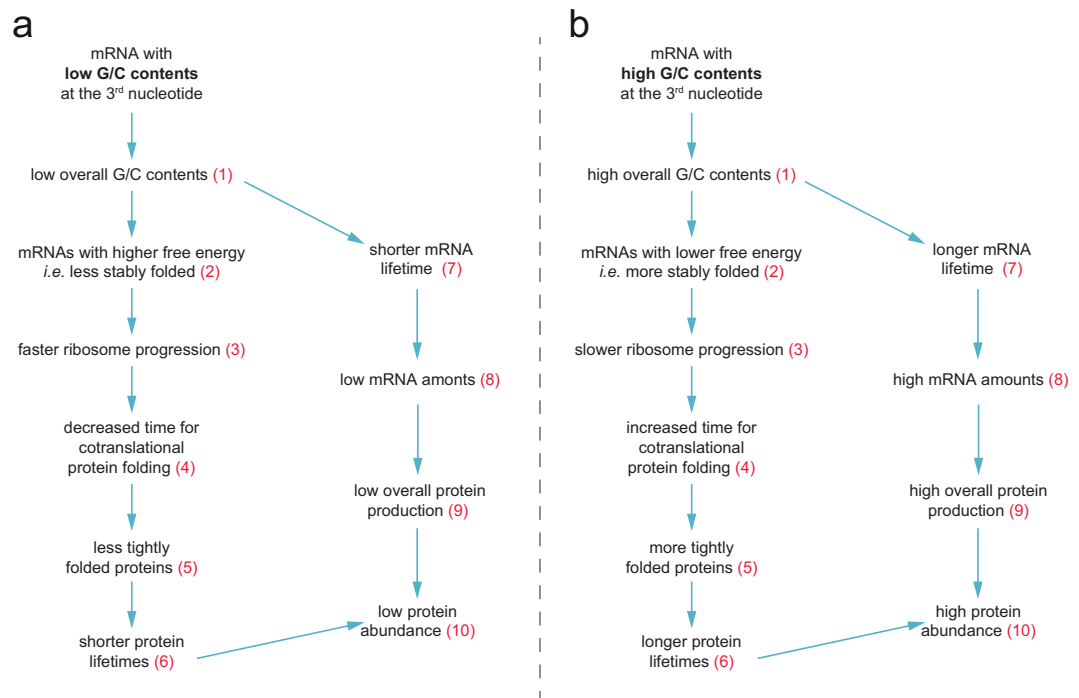 a
mRNA with
low G/C contents
at the 3rd nucleotide
low overall G/C contents (1)
mRNAs with higher free energy
i.e. less stably folded (2)
faster ribosome progression (3)
decreased time for
cotranslational
protein folding (4)
less tightly
folded proteins (5)
shorter protein
lifetimes (6)
shorter mRNA
lifetime (7)
low mRNA amonts (8)
low overall protein
production (9)
low protein
abundance (10)
b
mRNA with
high G/C contents
at the 3rd nucleotide
high overall G/C contents (1)
mRNAs with lower free energy
i.e. more stably folded (2)
slower ribosome progression (3)
increased time for
cotranslational
protein folding (4)
more tightly
folded proteins (5)
longer protein
lifetimes (6)
longer mRNA
lifetime (7)
high mRNA amounts (8)
high overall protein
production (9)
high protein
abundance (10)